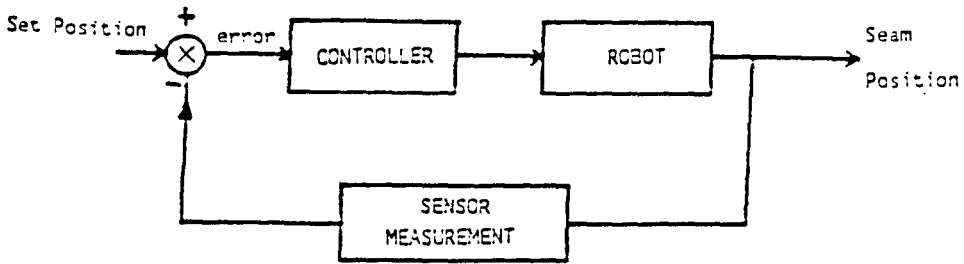 +
Set Position
error
-
CONTROLLER
ROBOT
Seam
Position
SENSOR
MEASUREMENT